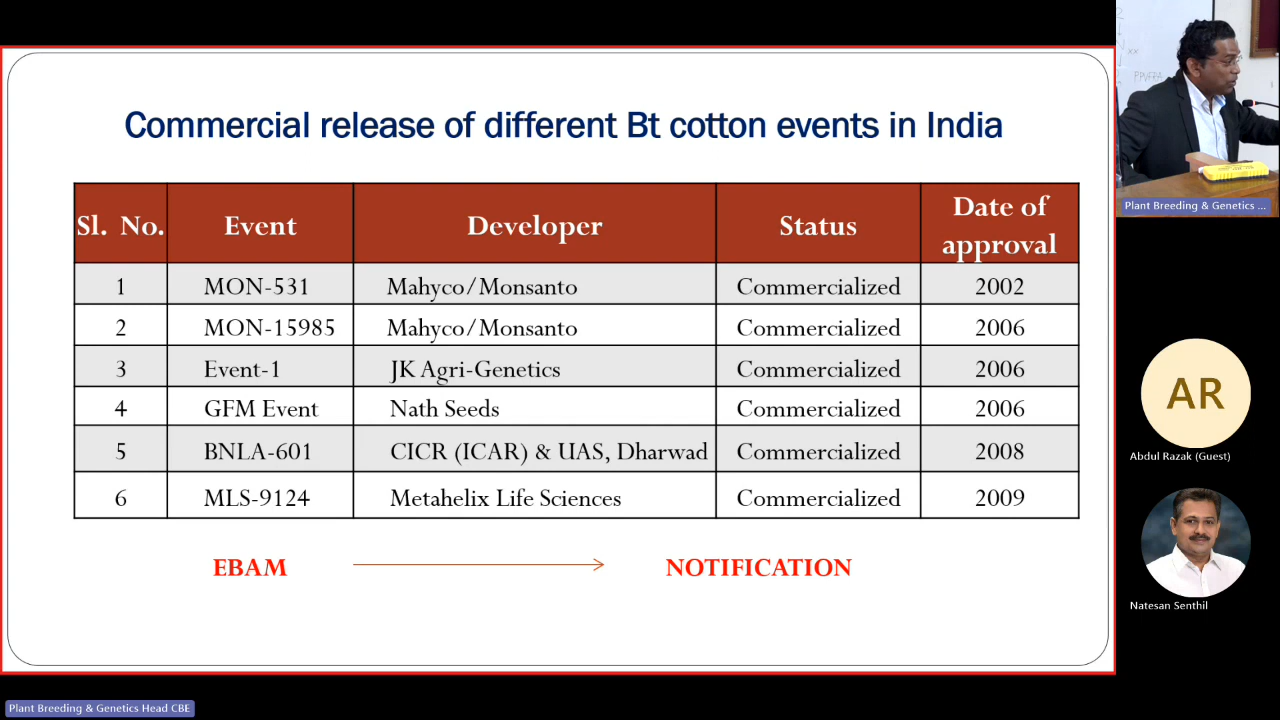 Commercial release of different Bt cotton events in India
Sl. No. Event Developer Status Date of approval
1 MON-531 Mahyco/Monsanto Commercialized 2002
2 MON-15985 Mahyco/Monsanto Commercialized 2006
3 Event-1 JK Agri-Genetics Commercialized 2006
4 GFM Event Nath Seeds Commercialized 2006
5 BNLA-601 CICR (ICAR) & UAS, Dharwad Commercialized 2008
6 MLS-9124 Metahelix Life Sciences Commercialized 2009
EBAM NOTIFICATION
Plant Breeding & Genetics ...
AR
Abdul Razak (Guest)
Natesan Senthil
Plant Breeding & Genetics Head CBE